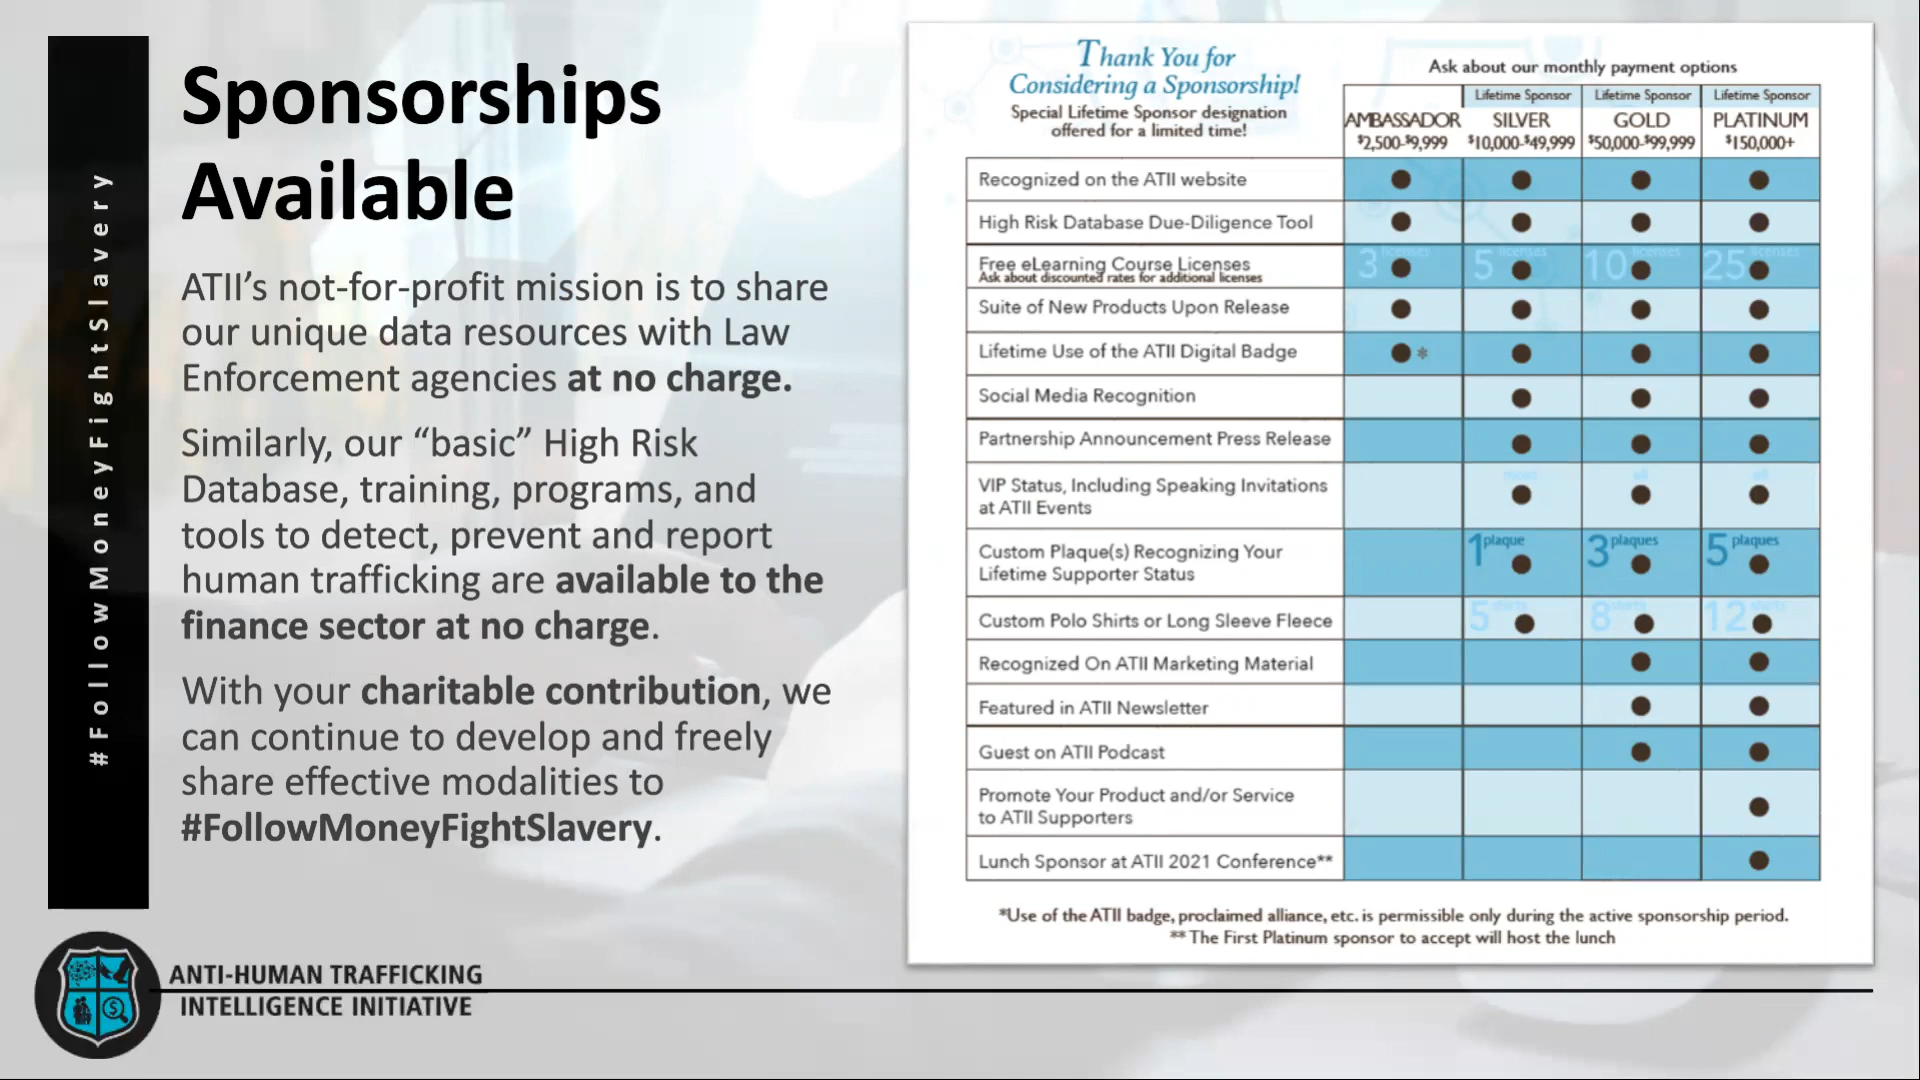 #FollowMoneyFightSlavery
Sponsorships
Available
ATII’s not-for-profit mission is to share
our unique data resources with Law
Enforcement agencies at no charge.
Similarly, our “basic” High Risk
Database, training, programs, and
tools to detect, prevent and report
human trafficking are available to the
finance sector at no charge.
With your charitable contribution, we
can continue to develop and freely
share effective modalities to
#FollowMoneyFightSlavery.
ANTI-HUMAN TRAFFICKING
INTELLIGENCE INITIATIVE
Thank You for
Considering a Sponsorship!
Special Lifetime Sponsor designation
offered for a limited time!
Ask about our monthly payment options
Lifetime Sponsor Lifetime Sponsor Lifetime Sponsor
AMBASSADOR SILVER GOLD PLATINUM
$2,500-$9,999 $10,000-$49,999 $50,000-$99,999 $150,000+
Recognized on the ATII website
High Risk Database Due-Diligence Tool
Free eLearning Course Licenses 3 licenses 5 licenses 10 licenses 25 licenses
Ask about discounted rates for additional licenses
Suite of New Products Upon Release
Lifetime Use of the ATII Digital Badge *
Social Media Recognition
Partnership Announcement Press Release
VIP Status, Including Speaking Invitations most all all
at ATII Events
Custom Plaque(s) Recognizing Your 1 plaque 3 plaques 5 plaques
Lifetime Supporter Status
Custom Polo Shirts or Long Sleeve Fleece 5 shirts 8 shirts 12 shirts
Recognized On ATII Marketing Material
Featured in ATII Newsletter
Guest on ATII Podcast
Promote Your Product and/or Service
to ATII Supporters
Lunch Sponsor at ATII 2021 Conference**
*Use of the ATII badge, proclaimed alliance, etc. is permissible only during the active sponsorship period.
** The First Platinum sponsor to accept will host the lunch